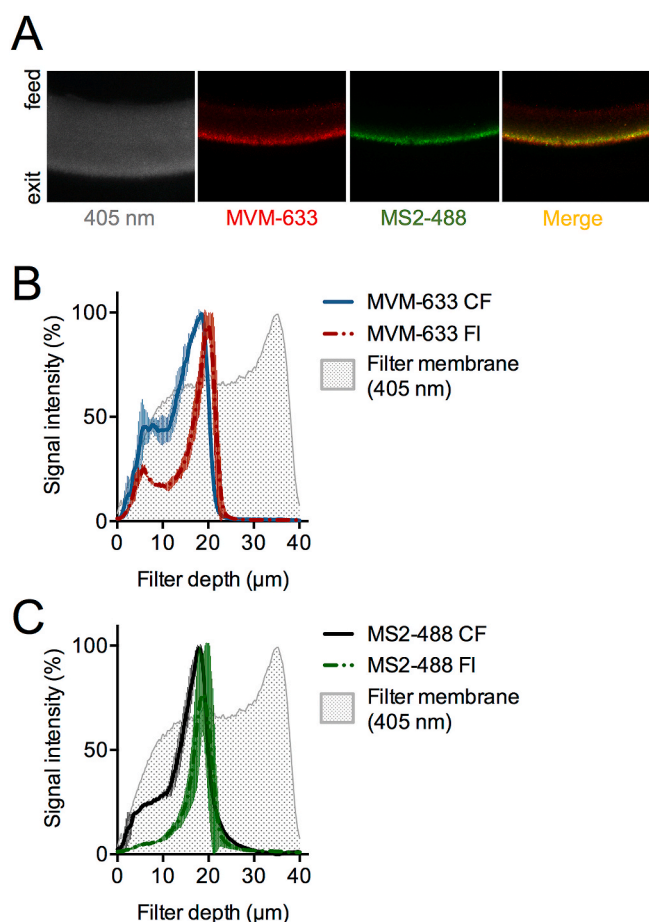 A
feed
exit
405 nm
MVM-633
MS2-488
Merge
B
Signal intensity (%)
100
50
0
0 10 20 30 40
Filter depth (μm)
MVM-633 CF
MVM-633 FI
Filter membrane
(405 nm)
C
Signal intensity (%)
100
50
0
0 10 20 30 40
Filter depth (μm)
MS2-488 CF
MS2-488 FI
Filter membrane
(405 nm)